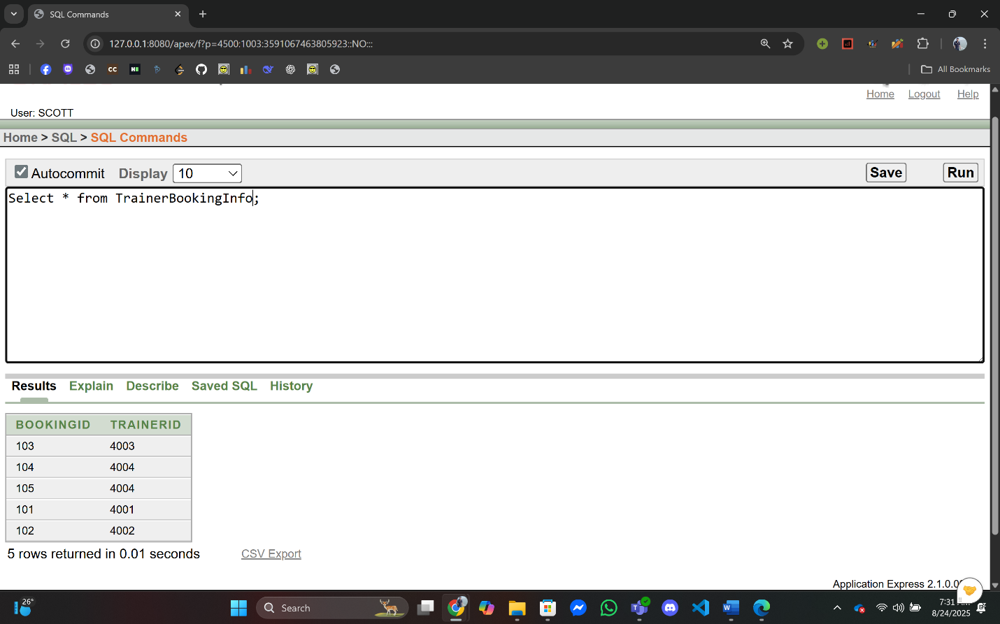 SQL Commands
127.0.0.1:8080/apex/f?p=4500:1003:3591067463805923::NO:::
CC
All Bookmarks
Home Logout Help
User: SCOTT
Home > SQL > SQL Commands
Autocommit Display 10 Save Run
Select * from TrainerBookingInfo;
Results Explain Describe Saved SQL History
BOOKINGID TRAINERID
103 4003
104 4004
105 4004
101 4001
102 4002
5 rows returned in 0.01 seconds CSV Export
Application Express 2.1.0.0
26°
Search
7:31
8/24/2025